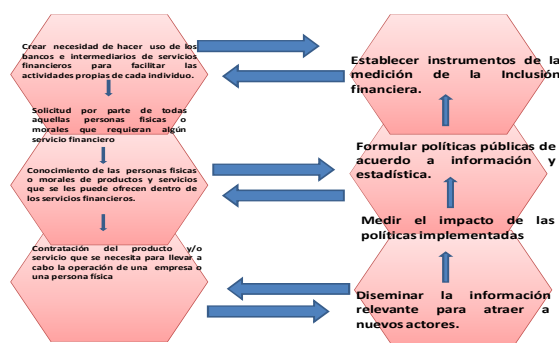 Crear necesidad de hacer uso de los
bancos e intermediarios de servicios
financieros para facilitar las
actividades propias de cada individuo.
Solicitud por parte de todas
aquellas personas fisicas o
morales que requieran algún
servicio financiero
Conocimiento de las personas fisicas
o morales de productos y servicios
que se les puede ofrecen dentro de
los servicios financieros.
Contratación del producto y/o
servicio que se necesita para llevar a
cabo la operación de una empresa o
una persona física
Establecer instrumentos de la
medición de la Inclusión
financiera.
Formular políticas públicas de
acuerdo a información y
estadística.
Medir el impacto de las
políticas implementadas
Diseminar la información
relevante para atraer a
nuevos actores.